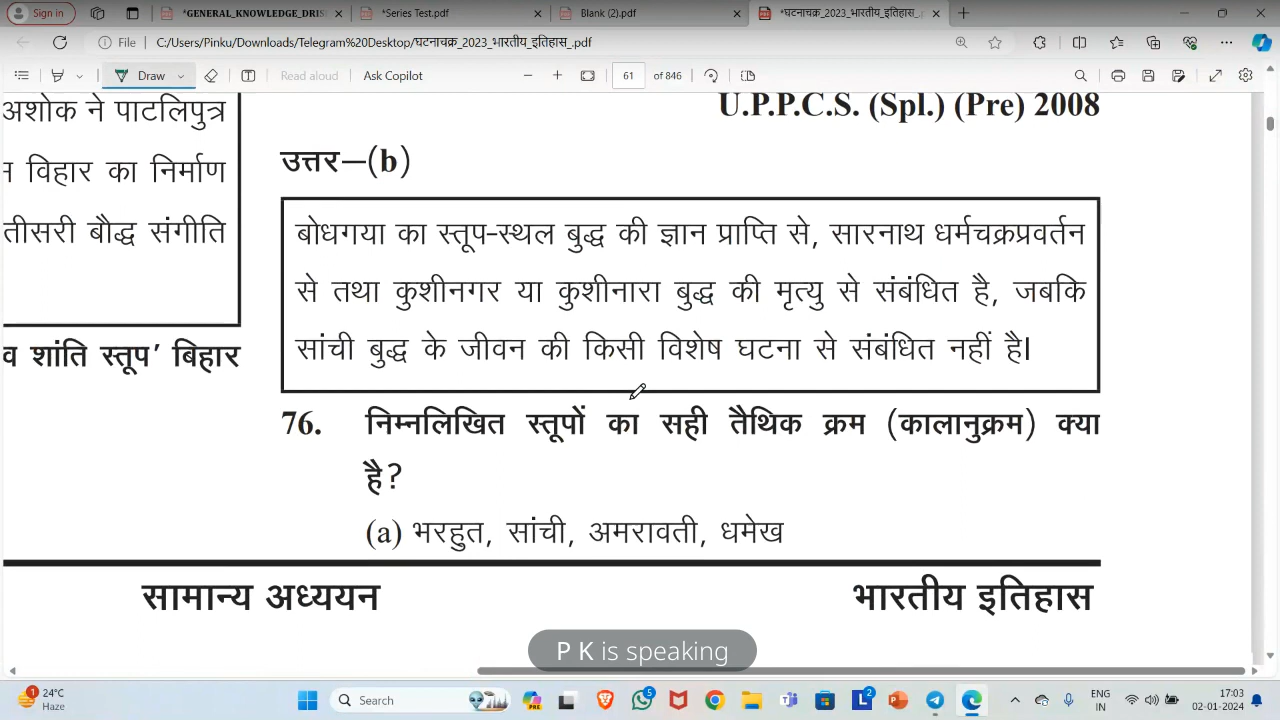 Sign in
*GENERAL_KNOWLEDGE_DRIS
*Series Test.pdf
Blank (2).pdf
*घटनाचक्र_2023_भारतीय_इतिहास_
File
C:/Users/Pinku/Downloads/Telegram%20Desktop/घटनाचक्र_2023_भारतीय_इतिहास_.pdf
Draw
Read aloud
Ask Copilot
61 of 846
अशोक ने पाटलिपुत्र
विहार का निर्माण
तीसरी बौद्ध संगीति
व शांति स्तूप’ बिहार
U.P.P.C.S. (Spl.) (Pre) 2008
उत्तर—(b)
बोधगया का स्तूप-स्थल बुद्ध की ज्ञान प्राप्ति से, सारनाथ धर्मचक्रप्रवर्तन
से तथा कुशीनगर या कुशीनारा बुद्ध की मृत्यु से संबंधित है, जबकि
सांची बुद्ध के जीवन की किसी विशेष घटना से संबंधित नहीं है।
76. निम्नलिखित स्तूपों का सही तैथिक क्रम (कालानुक्रम) क्या
है?
(a) भरहुत, सांची, अमरावती, धमेख
सामान्य अध्ययन
भारतीय इतिहास
P K is speaking
1
24°C
Haze
Search
5
2
ENG
IN
17:03
02-01-2024